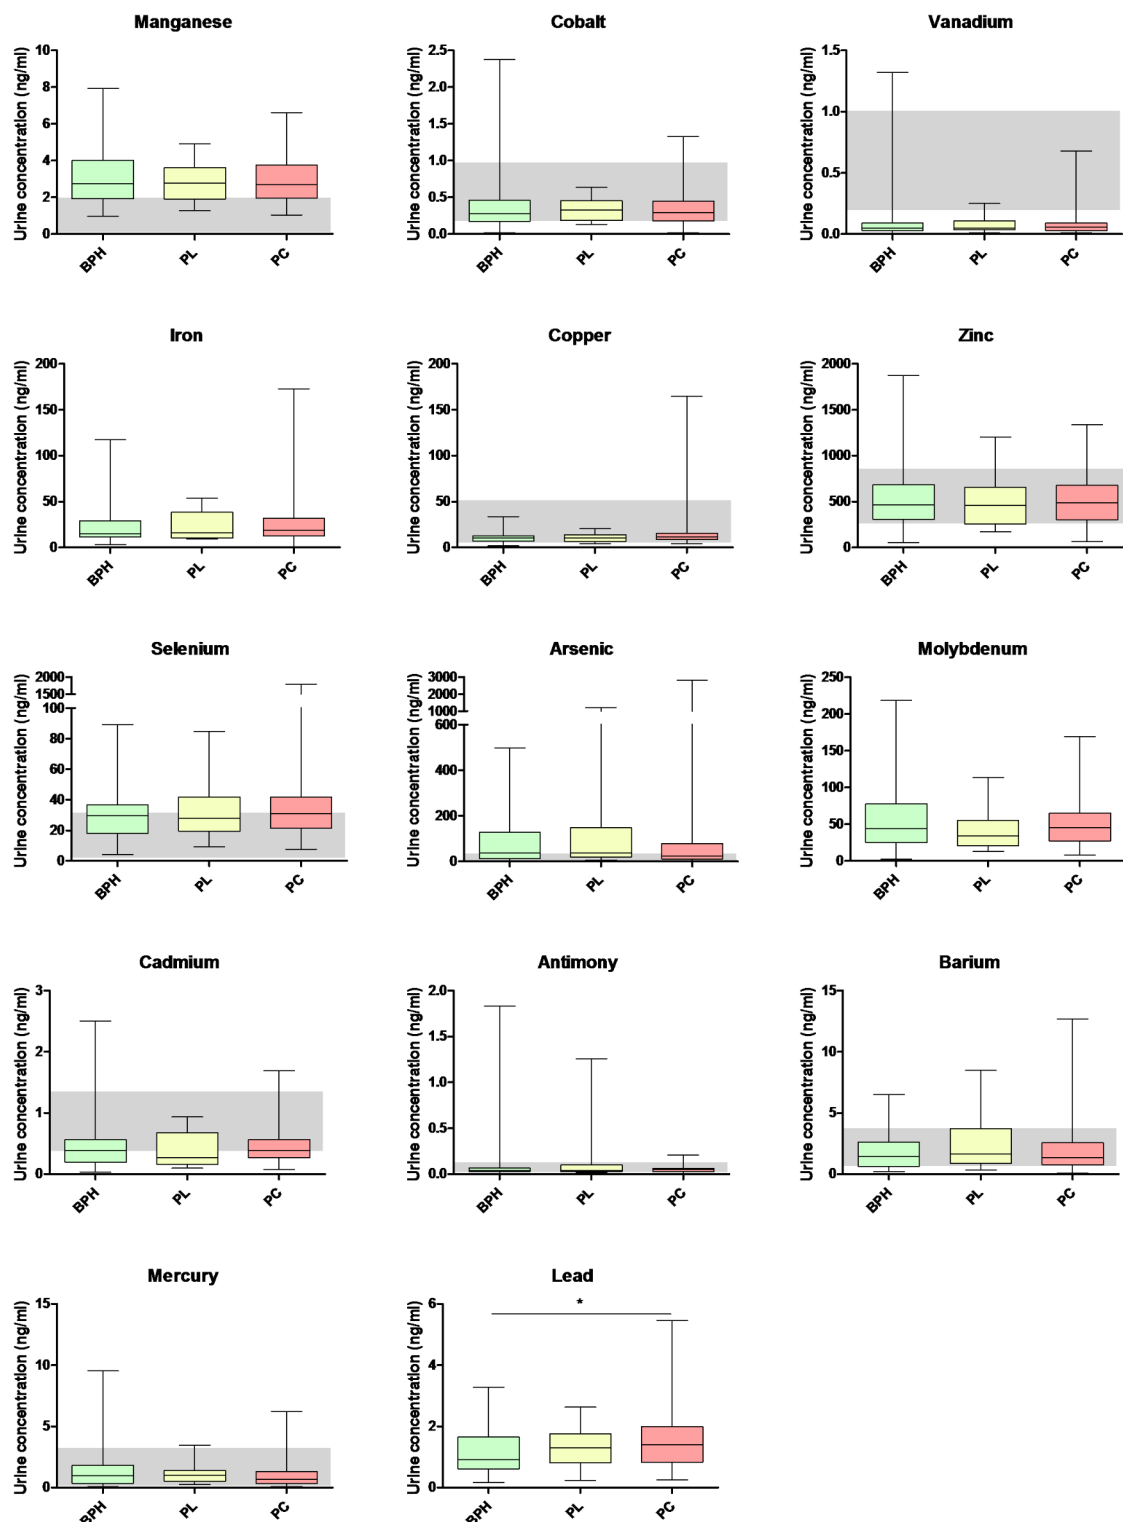 Manganese
Urine concentration (ng/ml)
10
8
6
4
2
0
BPH
PL
PC
Cobalt
Urine concentration (ng/ml)
2.5
2.0
1.5
1.0
0.5
0.0
BPH
PL
PC
Vanadium
Urine concentration (ng/ml)
1.5
1.0
0.5
0.0
BPH
PL
PC
Iron
Urine concentration (ng/ml)
200
150
100
50
0
BPH
PL
PC
Copper
Urine concentration (ng/ml)
200
150
100
50
0
BPH
PL
PC
Zinc
Urine concentration (ng/ml)
2000
1500
1000
500
0
BPH
PL
PC
Selenium
Urine concentration (ng/ml)
2000
1500
100
80
60
40
20
0
BPH
PL
PC
Arsenic
Urine concentration (ng/ml)
3000
2000
1000
600
400
200
0
BPH
PL
PC
Molybdenum
Urine concentration (ng/ml)
250
200
150
100
50
0
BPH
PL
PC
Cadmium
Urine concentration (ng/ml)
3
2
1
0
BPH
PL
PC
Antimony
Urine concentration (ng/ml)
2.0
1.5
1.0
0.5
0.0
BPH
PL
PC
Barium
Urine concentration (ng/ml)
15
10
5
0
BPH
PL
PC
Mercury
Urine concentration (ng/ml)
15
10
5
0
BPH
PL
PC
Lead
Urine concentration (ng/ml)
6
4
2
0
*
BPH
PL
PC